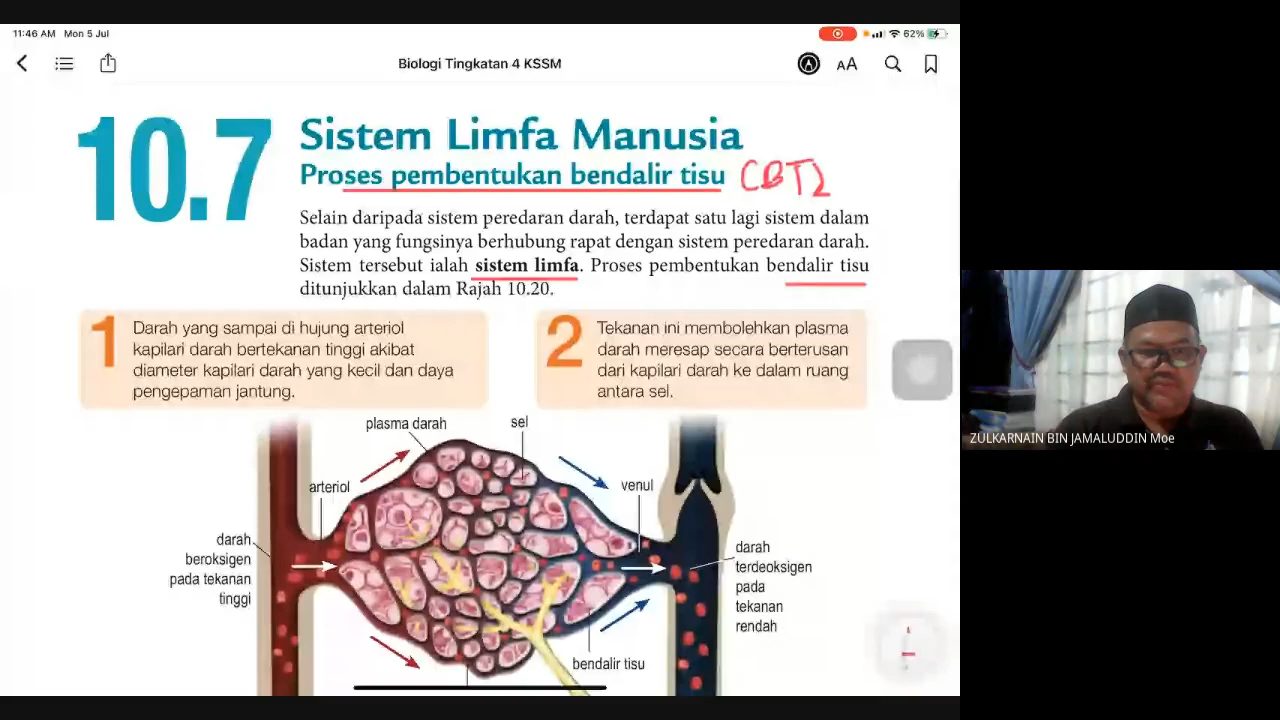 11:46 AM Mon 5 Jul
62%
Biologi Tingkatan 4 KSSM
AA
10.7
Sistem Limfa Manusia
Proses pembentukan bendalir tisu
Selain daripada sistem peredaran darah, terdapat satu lagi sistem dalam
badan yang fungsinya berhubung rapat dengan sistem peredaran darah.
Sistem tersebut ialah sistem limfa. Proses pembentukan bendalir tisu
ditunjukkan dalam Rajah 10.20.
1
Darah yang sampai di hujung arteriol
kapilari darah bertekanan tinggi akibat
diameter kapilari darah yang kecil dan daya
pengepaman jantung.
2
Tekanan ini membolehkan plasma
darah meresap secara berterusan
dari kapilari darah ke dalam ruang
antara sel.
plasma darah
sel
arteriol
venul
darah
beroksigen
pada tekanan
tinggi
darah
terdeoksigen
pada
tekanan
rendah
bendalir tisu
ZULKARNAIN BIN JAMALUDDIN Moe